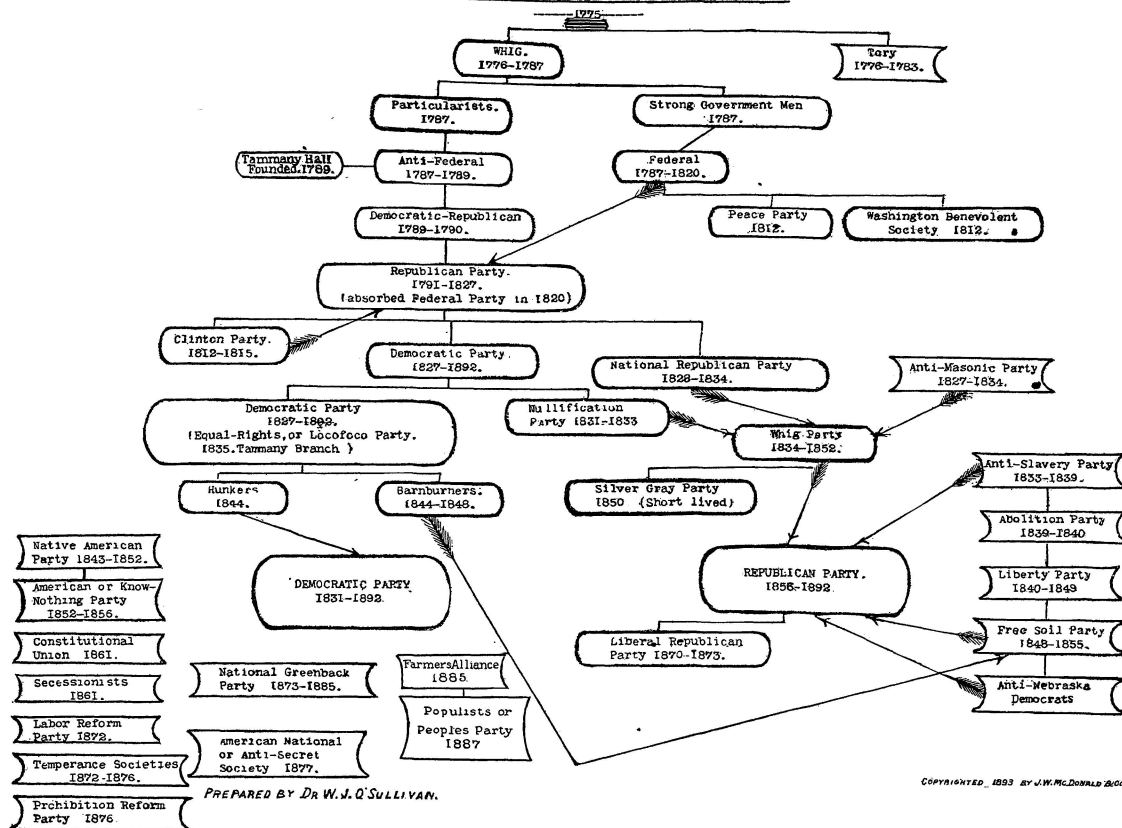 1775
WHIG.
1776-1787
Tory
1776-1783.
Particularists.
1787.
Strong Government Men
1787.
Tammany Hall
Founded.1789.
Anti-Federal
1787-1789.
Federal
1787-1820.
Democratic-Republican
1789-1790.
Peace Party
1812.
Washington Benevolent
Society 1812.
Republican Party.
1791-1827.
(absorbed Federal Party in 1820)
Clinton Party.
1812-1815.
Democratic Party.
1827-1892.
National Republican Party
1828-1834.
Anti-Masonic Party
1827-1834.
Democratic Party
1827-1892.
(Equal-Rights,or Locofoco Party.
1835.Tammany Branch )
Nullification
Party 1831-1833
Whig Party
1834-1852.
Hunkers
1844.
Barnburners.
1844-1848.
Silver Gray Party
1850 (Short lived)
Anti-Slavery Party
1833-1839.
Abolition Party
1839-1840
Native American
Party 1843-1852.
American or Know-
Nothing Party
1852-1856.
DEMOCRATIC PARTY
1831-1892.
REPUBLICAN PARTY.
1856-1892.
Liberty Party
1840-1848
Constitutional
Union 1861.
Liberal Republican
Party 1870-1873.
Free Soil Party
1848-1855.
Secessionists
1861.
National Greenback
Party 1873-1885.
Farmers Alliance
1885
Anti-Nebraska
Democrats
Labor Reform
Party 1872.
Populists or
Peoples Party
1887
American National
or Anti-Secret
Society 1877.
Temperance Societies
1872-1876.
Prohibition Reform
Party 1876.
PREPARED BY DR W. J. O'SULLIVAN.
COPYRIGHTED 1893 BY J.W. MCDONALD